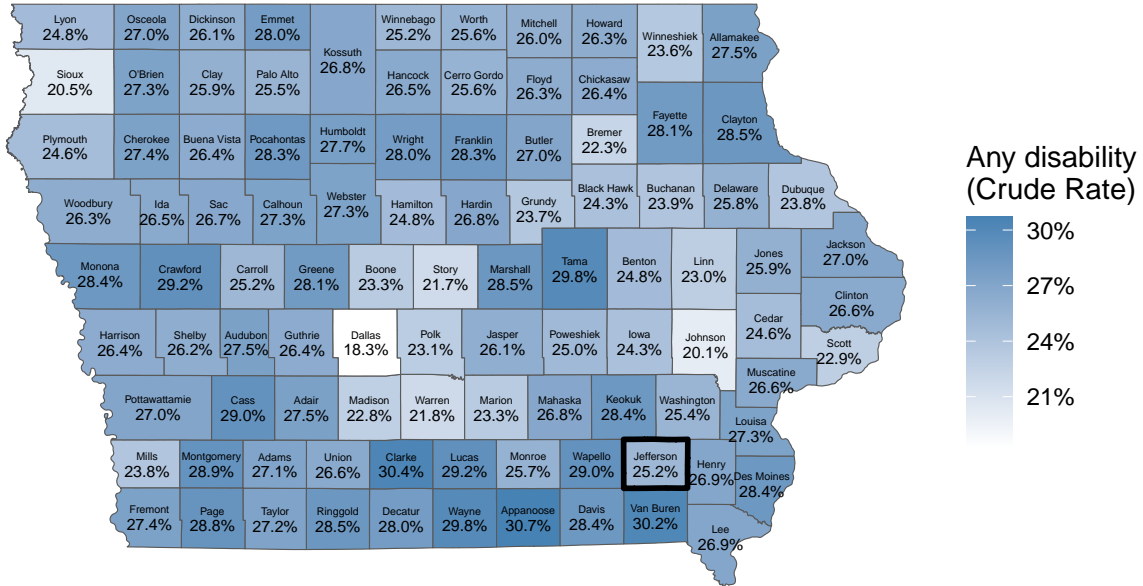 Lyon
24.8%
Osceola
27.0%
Dickinson
26.1%
Emmet
28.0%
Kossuth
26.8%
Winnebago
25.2%
Worth
25.6%
Mitchell
26.0%
Howard
26.3%
Winneshiek
23.6%
Allamakee
27.5%
Sioux
20.5%
O'Brien
27.3%
Clay
25.9%
Palo Alto
25.5%
Hancock
26.5%
Cerro Gordo
25.6%
Floyd
26.3%
Chickasaw
26.4%
Fayette
28.1%
Clayton
28.5%
Plymouth
24.6%
Cherokee
27.4%
Buena Vista
26.4%
Pocahontas
28.3%
Humboldt
27.7%
Wright
28.0%
Franklin
28.3%
Butler
27.0%
Bremer
22.3%
Woodbury
26.3%
Ida
26.5%
Sac
26.7%
Calhoun
27.3%
Webster
27.3%
Hamilton
24.8%
Hardin
26.8%
Grundy
23.7%
Black Hawk
24.3%
Buchanan
23.9%
Delaware
25.8%
Dubuque
23.8%
Monona
28.4%
Crawford
29.2%
Carroll
25.2%
Greene
28.1%
Boone
23.3%
Story
21.7%
Marshall
28.5%
Tama
29.8%
Benton
24.8%
Linn
23.0%
Jones
25.9%
Jackson
27.0%
Clinton
26.6%
Harrison
26.4%
Shelby
26.2%
Audubon
27.5%
Guthrie
26.4%
Dallas
18.3%
Polk
23.1%
Jasper
26.1%
Poweshiek
25.0%
Iowa
24.3%
Johnson
20.1%
Cedar
24.6%
Scott
22.9%
Muscatine
26.6%
Pottawattamie
27.0%
Cass
29.0%
Adair
27.5%
Madison
22.8%
Warren
21.8%
Marion
23.3%
Mahaska
26.8%
Keokuk
28.4%
Washington
25.4%
Louisa
27.3%
Mills
23.8%
Montgomery
28.9%
Adams
27.1%
Union
26.6%
Clarke
30.4%
Lucas
29.2%
Monroe
25.7%
Wapello
29.0%
Jefferson
25.2%
Henry
26.9%
Des Moines
28.4%
Fremont
27.4%
Page
28.8%
Taylor
27.2%
Ringgold
28.5%
Decatur
28.0%
Wayne
29.8%
Appanoose
30.7%
Davis
28.4%
Van Buren
30.2%
Lee
26.9%
Any disability
(Crude Rate)
30%
27%
24%
21%